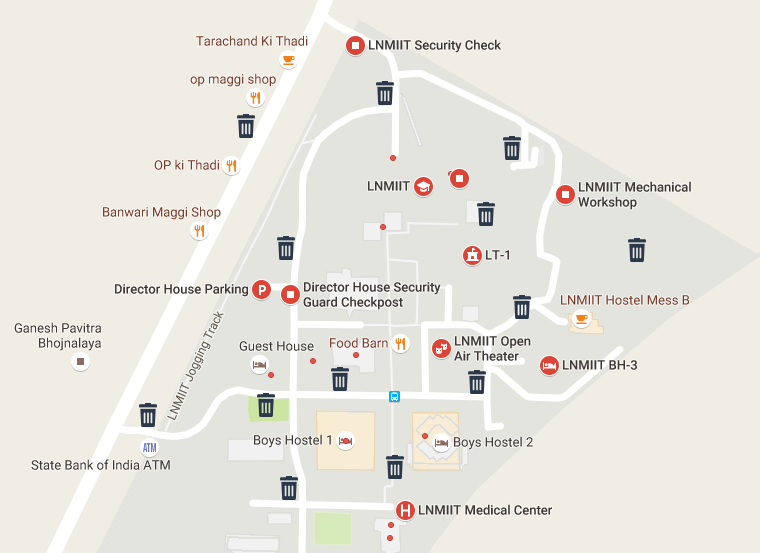 Tarachand Ki Thadi
LNMIIT Security Check
op maggi shop
OP ki Thadi
LNMIIT
LNMIIT Mechanical
Workshop
Banwari Maggi Shop
LT-1
Director House Parking
P
Director House Security
Guard Checkpost
LNMIIT Hostel Mess B
Ganesh Pavitra
Bhojnalaya
LNMIIT Jogging Track
Guest House
Food Barn
LNMIIT Open
Air Theater
LNMIIT BH-3
Boys Hostel 1
Boys Hostel 2
ATM
State Bank of India ATM
H
LNMIIT Medical Center